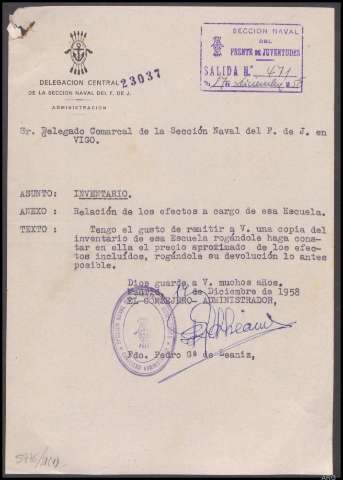 SECCION NAVAL
DEL
FRENTE DE JUVENTUDES
SALIDA N.º 471
DELEGACION CENTRAL
23037
DE LA SECCION NAVAL DEL F. DE J.
ADMINISTRACION
Sr. Delegado Comarcal de la Sección Naval del F. de J. en
VIGO.
ASUNTO: INVENTARIO.
ANEXO: Relación de los efectos a cargo de esa Escuela.
TEXTO: Tengo el gusto de remitir a V. una copia del
inventario de esa Escuela rogándole haga cons-
tar en ella el precio aproximado de los efec-
tos incluídos, rogándole su devolución lo antes
posible.
Dios guarde a V. muchos años.
Madrid, 17 de Diciembre de 1958
EL CONSEJERO-ADMINISTRADOR,
Fdo. Pedro Gª de Leaniz,